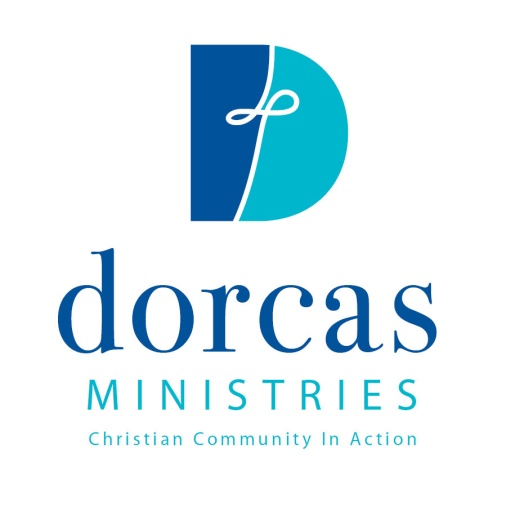 dorcas
MINISTRIES
Christian Community In Action